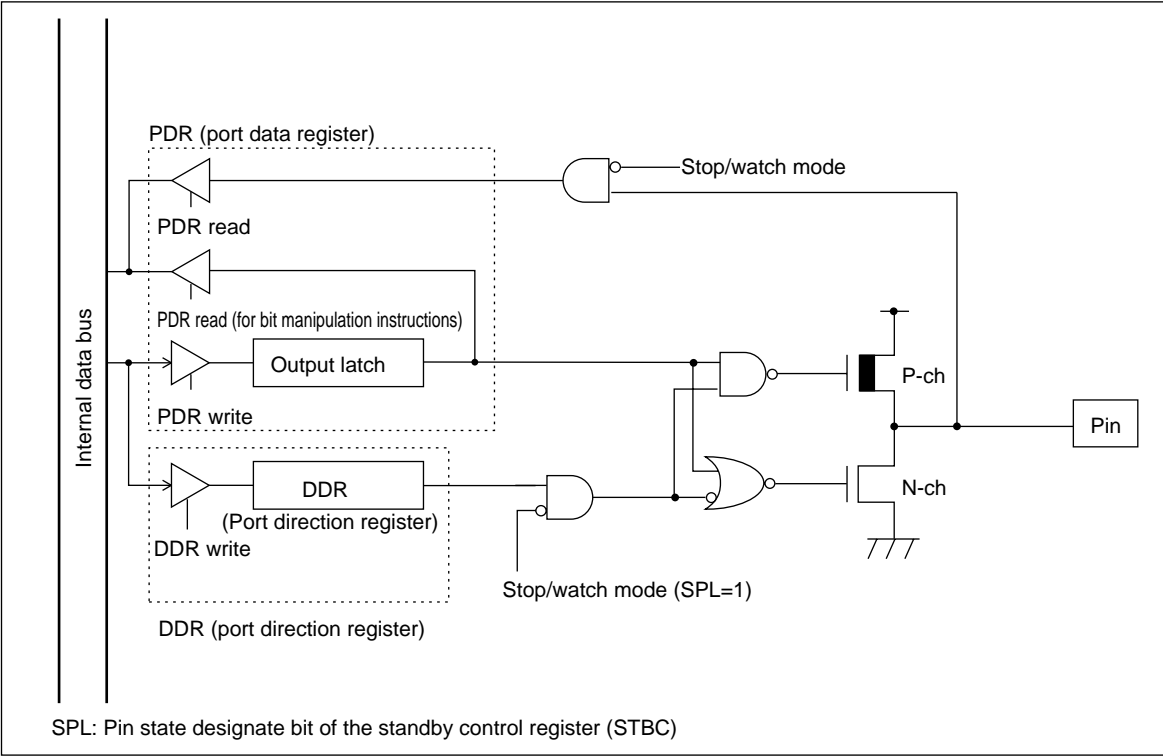 PDR (port data register)
Stop/watch mode
PDR read
PDR read (for bit manipulation instructions)
Internal data bus
Output latch
P-ch
PDR write
Pin
DDR
N-ch
(Port direction register)
DDR write
Stop/watch mode (SPL=1)
DDR (port direction register)
SPL: Pin state designate bit of the standby control register (STBC)